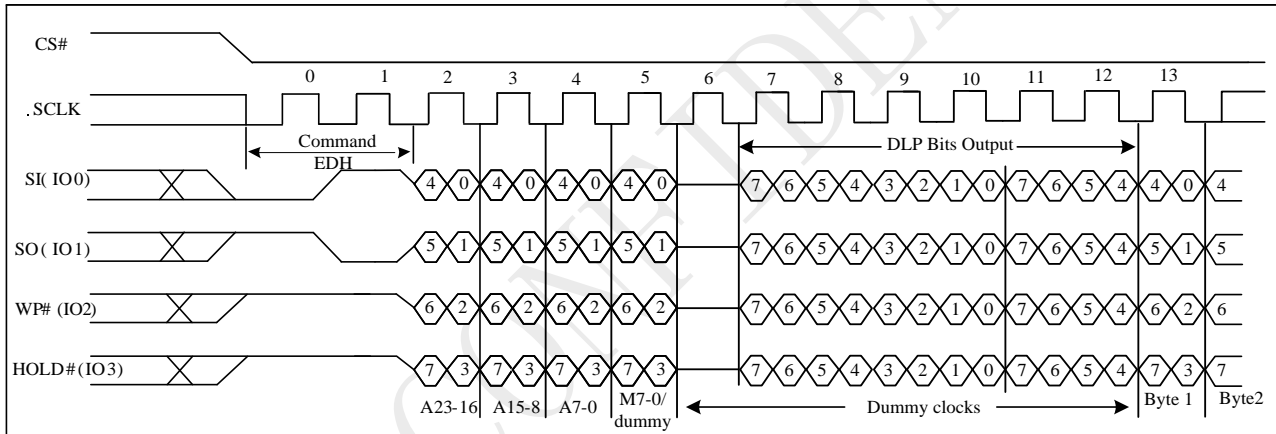 CS#
0 1 2 3 4 5 6 7 8 9 10 11 12 13
.SCLK
Command
EDH
DLP Bits Output
SI( IO0) 4 0 4 0 4 0 4 0 7 6 5 4 3 2 1 0 7 6 5 4 4 0 4
SO( IO1) 5 1 5 1 5 1 5 1 7 6 5 4 3 2 1 0 7 6 5 4 5 1 5
WP# (IO2) 6 2 6 2 6 2 6 2 7 6 5 4 3 2 1 0 7 6 5 4 6 2 6
HOLD# (IO3) 7 3 7 3 7 3 7 3 7 6 5 4 3 2 1 0 7 6 5 4 7 3 7
A23-16 A15-8 A7-0 M7-0/
dummy Dummy clocks Byte 1 Byte2